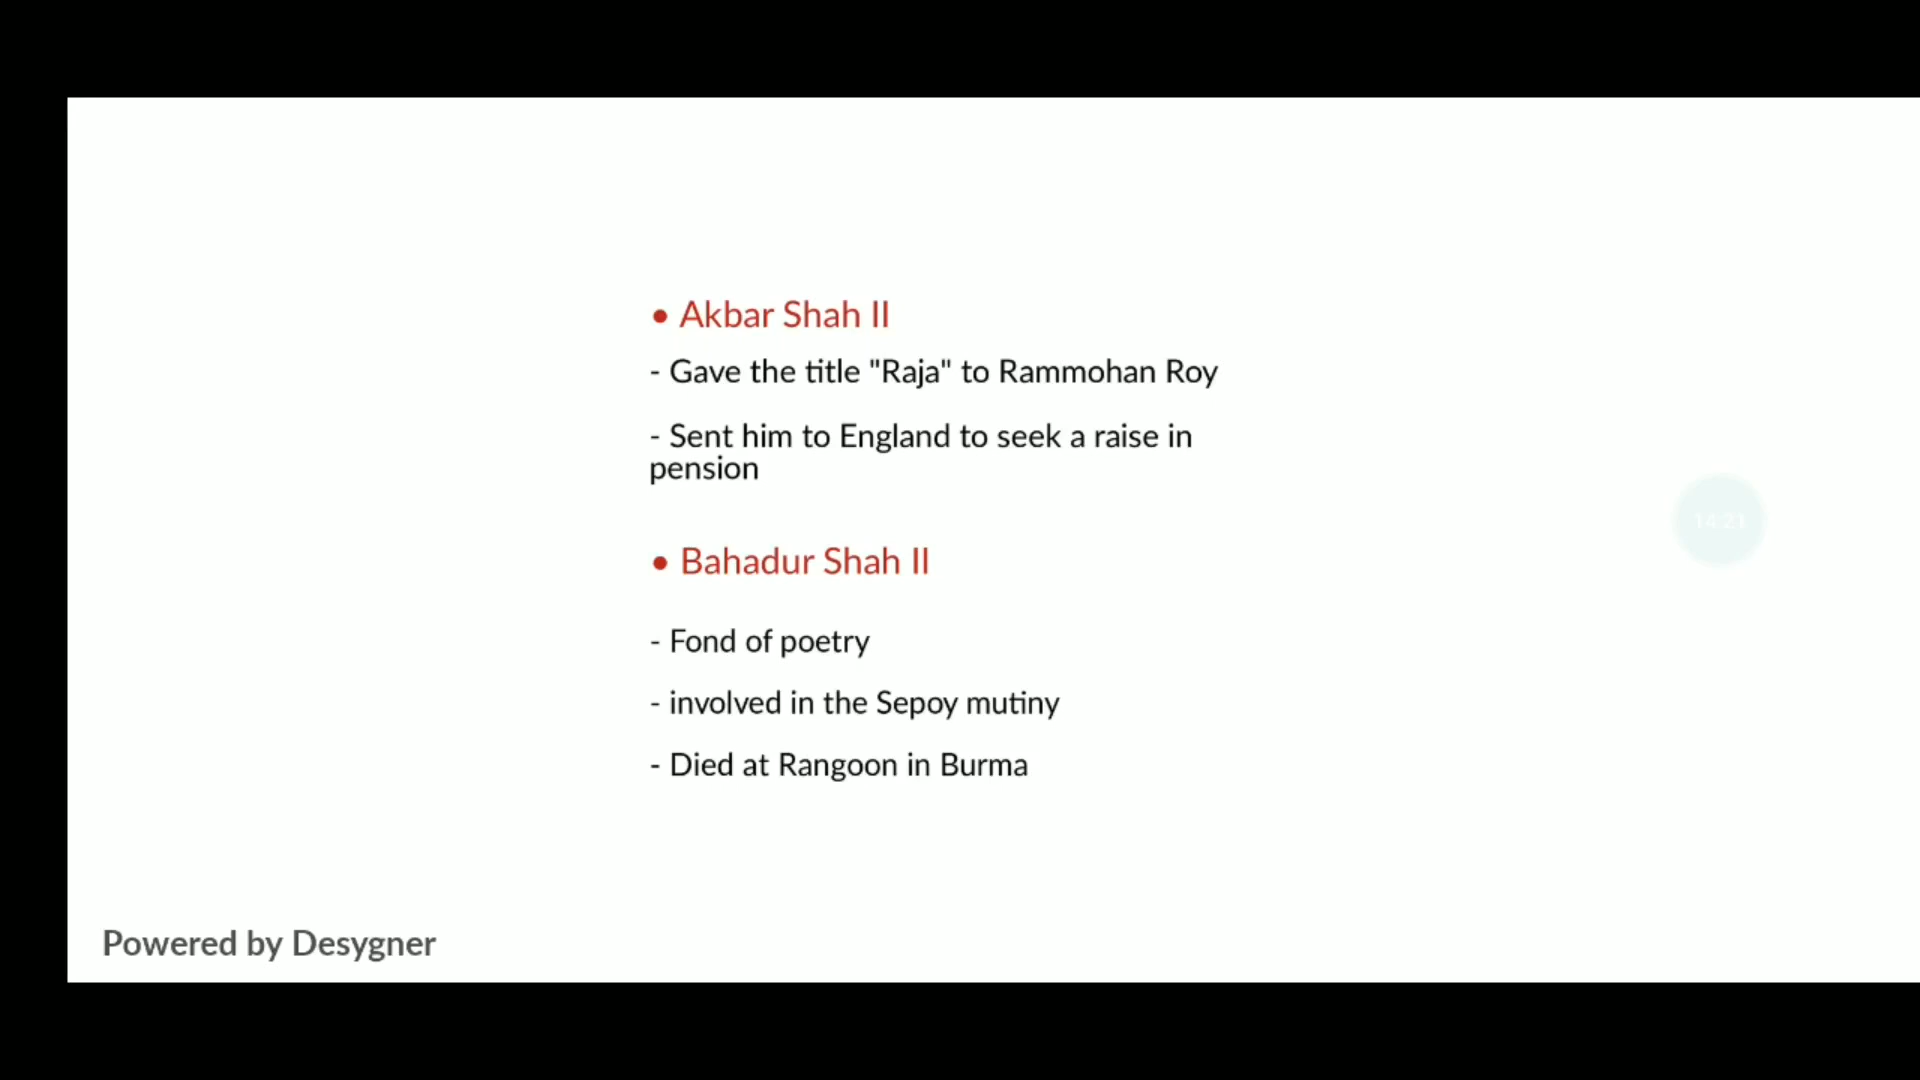 • Akbar Shah II
- Gave the title "Raja" to Rammohan Roy
- Sent him to England to seek a raise in
pension
14:21
• Bahadur Shah II
- Fond of poetry
- involved in the Sepoy mutiny
- Died at Rangoon in Burma
Powered by Desygner